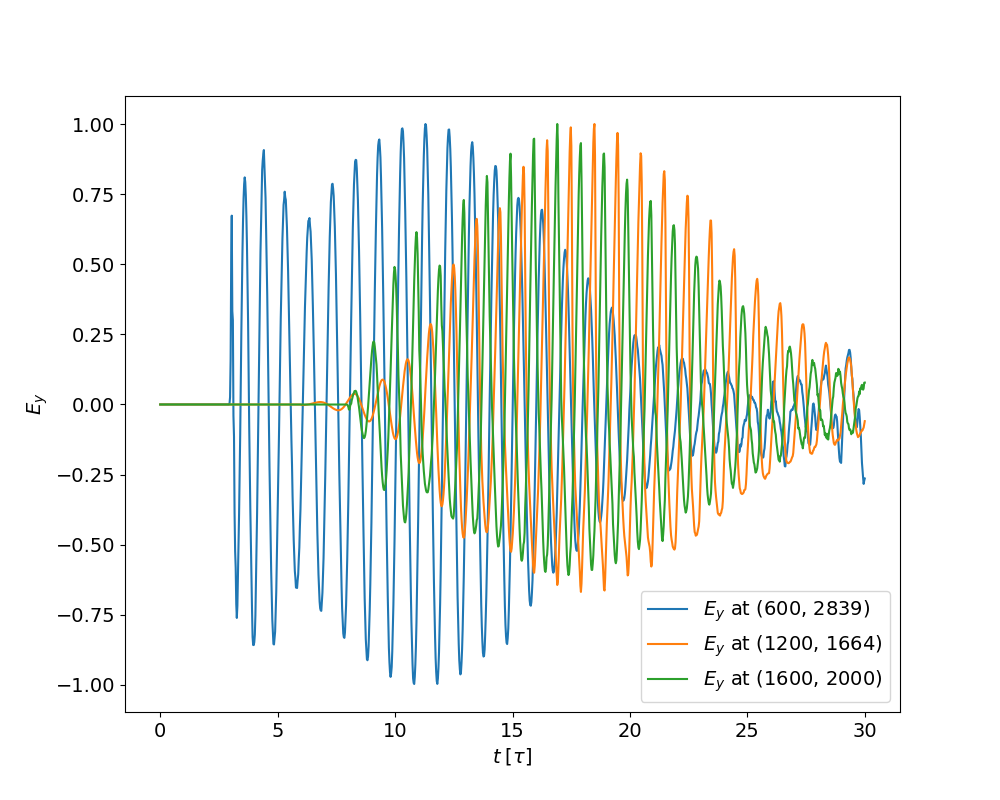 1.00
0.75
0.50
0.25
0.00
−0.25
−0.50
−0.75
−1.00
E_y
0 5 10 15 20 25 30
t [τ]
E_y at (600, 2839)
E_y at (1200, 1664)
E_y at (1600, 2000)